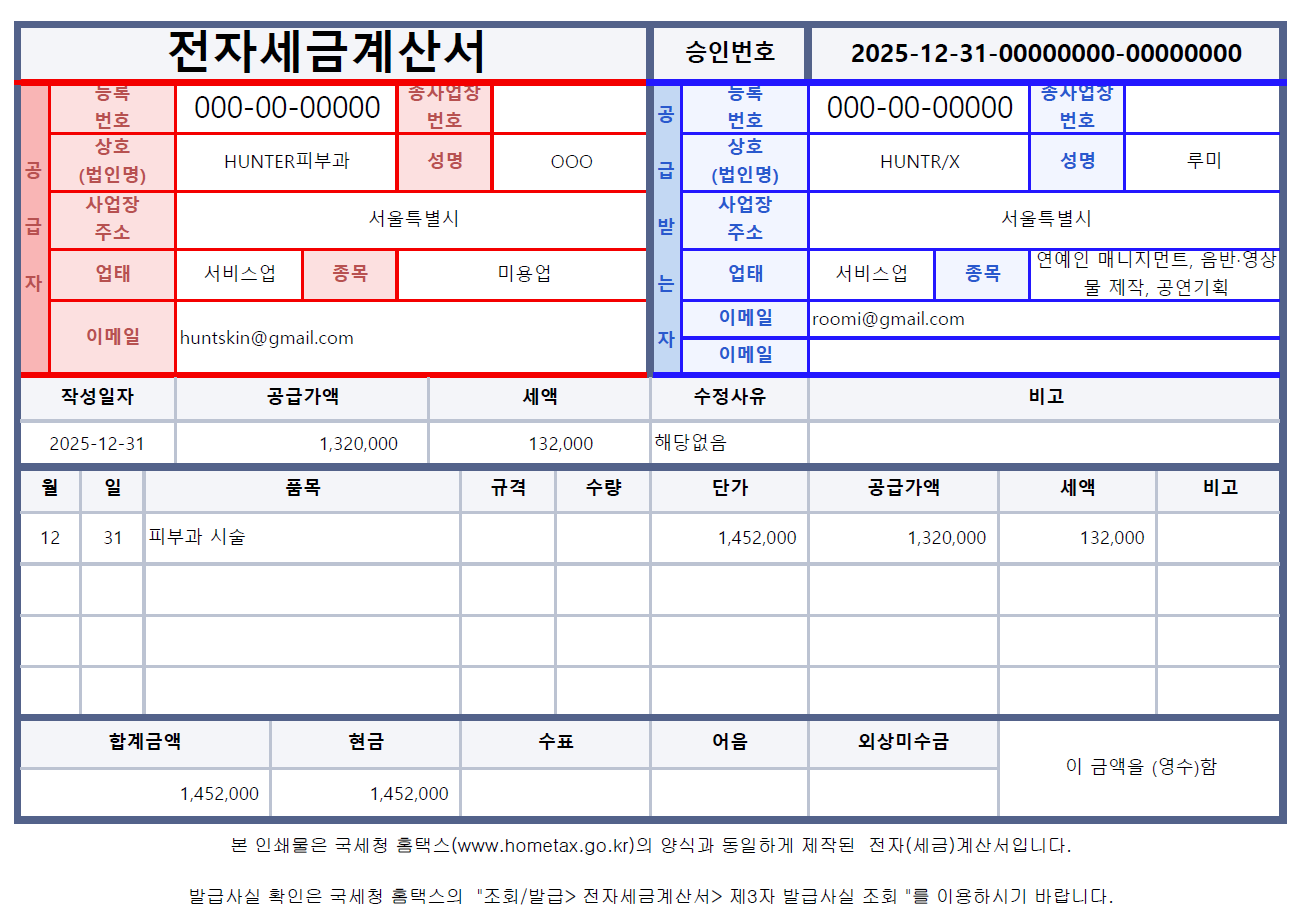 전자세금계산서 승인번호 2025-12-31-00000000-00000000
공급자
등록번호 000-00-00000 종사업장번호
상호(법인명) HUNTER피부과 성명 OOO
사업장주소 서울특별시
업태 서비스업 종목 미용업
이메일 huntskin@gmail.com
공급받는자
등록번호 000-00-00000 종사업장번호
상호(법인명) HUNTR/X 성명 루미
사업장주소 서울특별시
업태 서비스업 종목 연예인 매니지먼트, 음반·영상물 제작, 공연기획
이메일 roomi@gmail.com
이메일
작성일자 공급가액 세액 수정사유 비고
2025-12-31 1,320,000 132,000 해당없음
월 일 품목 규격 수량 단가 공급가액 세액 비고
12 31 피부과 시술 1,452,000 1,320,000 132,000
합계금액 현금 수표 어음 외상미수금 이 금액을 (영수)함
1,452,000 1,452,000
본 인쇄물은 국세청 홈택스(www.hometax.go.kr)의 양식과 동일하게 제작된 전자(세금)계산서입니다.
발급사실 확인은 국세청 홈택스의 "조회/발급> 전자세금계산서> 제3자 발급사실 조회 "를 이용하시기 바랍니다.